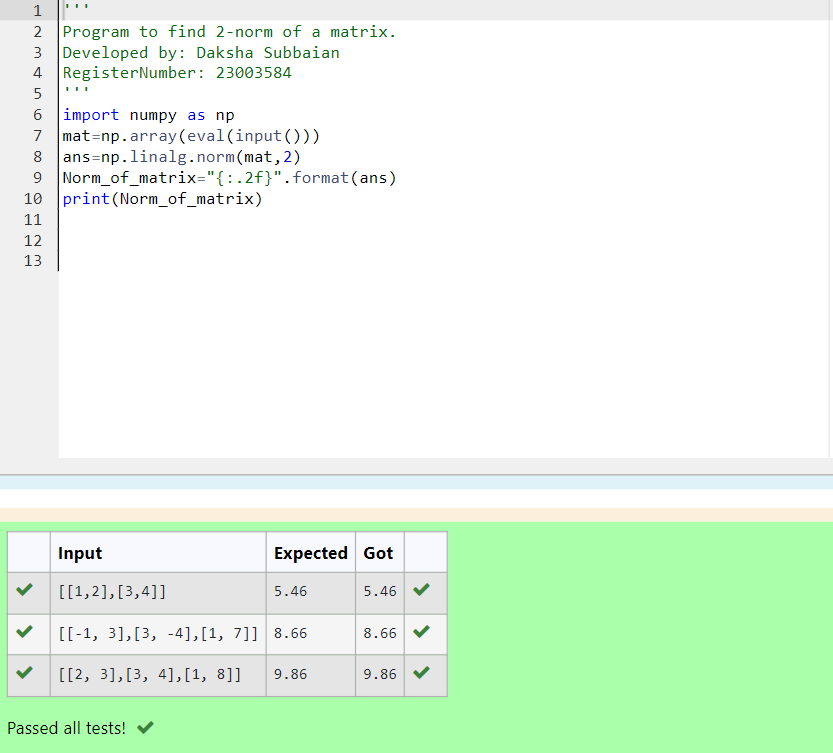 1 '''
2 Program to find 2-norm of a matrix.
3 Developed by: Daksha Subbaian
4 RegisterNumber: 23003584
5 '''
6 import numpy as np
7 mat=np.array(eval(input()))
8 ans=np.linalg.norm(mat,2)
9 Norm_of_matrix="{:.2f}".format(ans)
10 print(Norm_of_matrix)
11
12
13
Input Expected Got
[[1,2],[3,4]] 5.46 5.46
[[-1, 3],[3, -4],[1, 7]] 8.66 8.66
[[2, 3],[3, 4],[1, 8]] 9.86 9.86
Passed all tests!